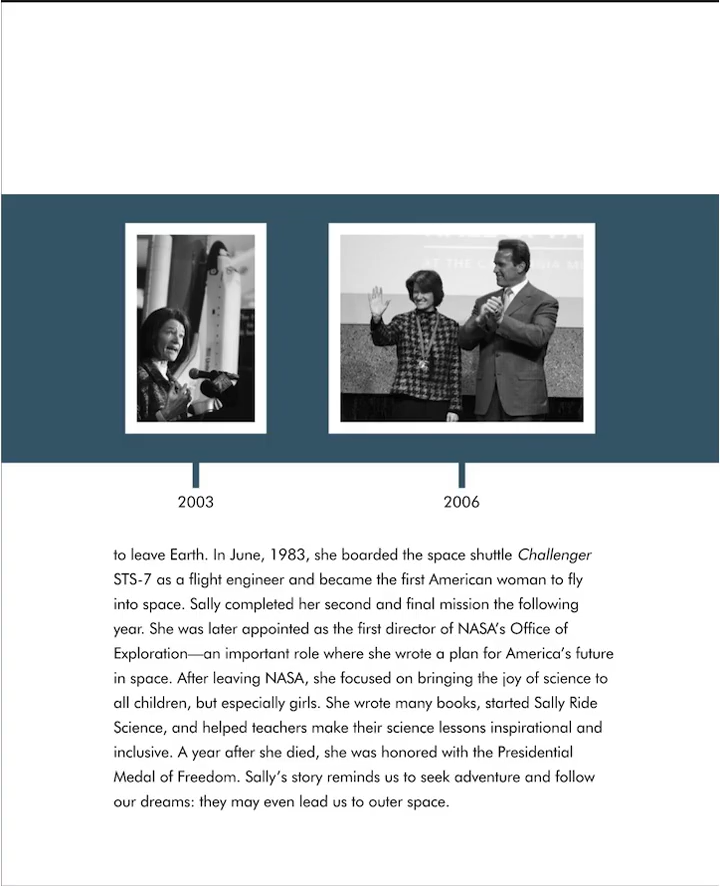 AT THE
2003
2006
to leave Earth. In June, 1983, she boarded the space shuttle Challenger
STS-7 as a flight engineer and became the first American woman to fly
into space. Sally completed her second and final mission the following
year. She was later appointed as the first director of NASA’s Office of
Exploration—an important role where she wrote a plan for America’s future
in space. After leaving NASA, she focused on bringing the joy of science to
all children, but especially girls. She wrote many books, started Sally Ride
Science, and helped teachers make their science lessons inspirational and
inclusive. A year after she died, she was honored with the Presidential
Medal of Freedom. Sally’s story reminds us to seek adventure and follow
our dreams: they may even lead us to outer space.